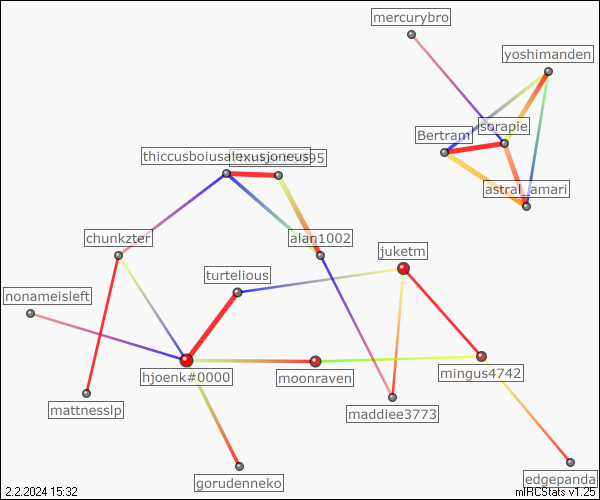 mercurybro
yoshimanden
sorapie
Bertram
thiccusboiusalexusjoneus
astral_amari
chunkzter
alan1002
juketm
turtelious
nonameisleft
hjoenk#0000
moonraven
mingus4742
mattnesslp
maddiee3773
gorudenneko
edgepanda
2.2.2024 15:32
mIRCStats v1.25